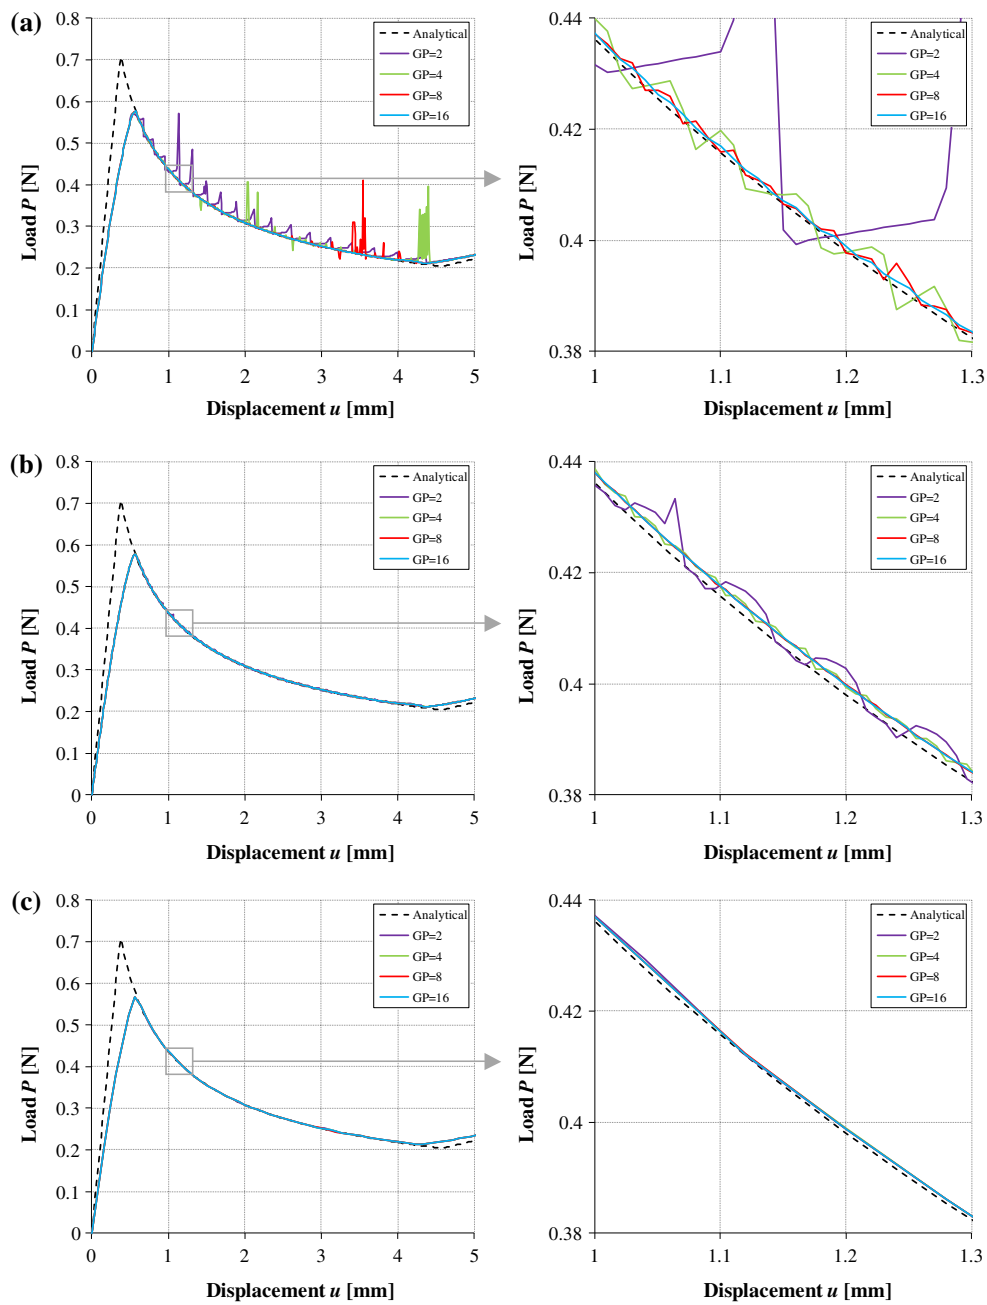 (a)
0.8
0.7
0.6
0.5
0.4
0.3
0.2
0.1
0
0 1 2 3 4 5
Load P [N]
Displacement u [mm]
Analytical
GP=2
GP=4
GP=8
GP=16
0.44
0.42
0.4
0.38
1 1.1 1.2 1.3
Load P [N]
Displacement u [mm]
Analytical
GP=2
GP=4
GP=8
GP=16
(b)
0.8
0.7
0.6
0.5
0.4
0.3
0.2
0.1
0
0 1 2 3 4 5
Load P [N]
Displacement u [mm]
Analytical
GP=2
GP=4
GP=8
GP=16
0.44
0.42
0.4
0.38
1 1.1 1.2 1.3
Load P [N]
Displacement u [mm]
Analytical
GP=2
GP=4
GP=8
GP=16
(c)
0.8
0.7
0.6
0.5
0.4
0.3
0.2
0.1
0
0 1 2 3 4 5
Load P [N]
Displacement u [mm]
Analytical
GP=2
GP=4
GP=8
GP=16
0.44
0.42
0.4
0.38
1 1.1 1.2 1.3
Load P [N]
Displacement u [mm]
Analytical
GP=2
GP=4
GP=8
GP=16